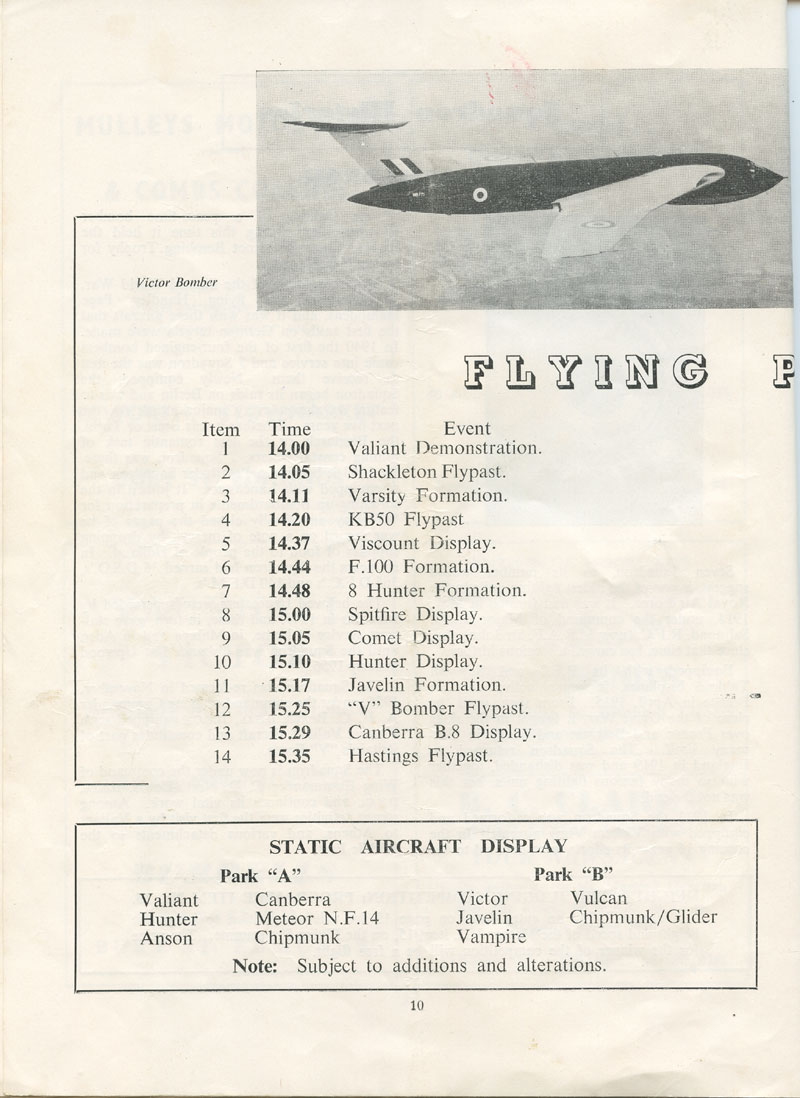 Victor Bomber
FLYING P
Item Time Event
1 14.00 Valiant Demonstration.
2 14.05 Shackleton Flypast.
3 14.11 Varsity Formation.
4 14.20 KB50 Flypast
5 14.37 Viscount Display.
6 14.44 F.100 Formation.
7 14.48 8 Hunter Formation.
8 15.00 Spitfire Display.
9 15.05 Comet Display.
10 15.10 Hunter Display.
11 15.17 Javelin Formation.
12 15.25 “V” Bomber Flypast.
13 15.29 Canberra B.8 Display.
14 15.35 Hastings Flypast.
STATIC AIRCRAFT DISPLAY
Park “A” Park “B”
Valiant Canberra Victor Vulcan
Hunter Meteor N.F.14 Javelin Chipmunk/Glider
Anson Chipmunk Vampire
Note: Subject to additions and alterations.
10